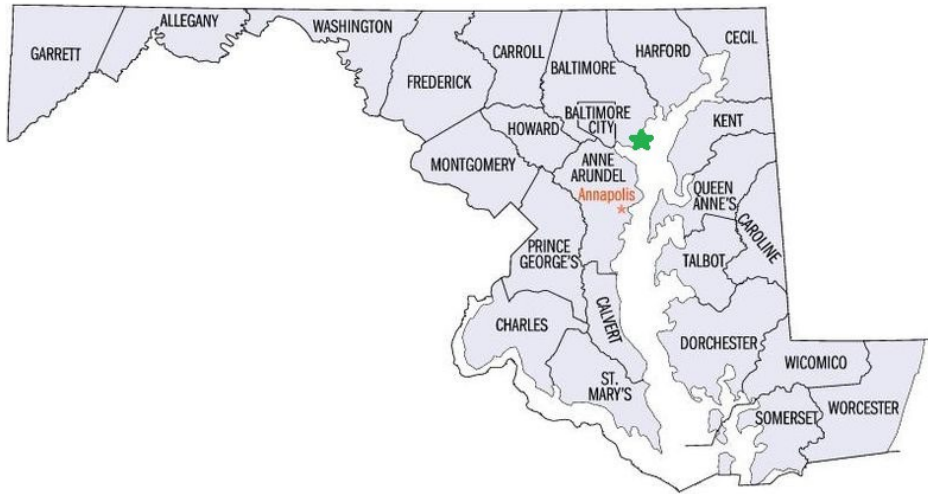 GARRETT
ALLEGANY
WASHINGTON
FREDERICK
CARROLL
BALTIMORE
HARFORD
CECIL
BALTIMORE
CITY
HOWARD
KENT
MONTGOMERY
ANNE
ARUNDEL
Annapolis
QUEEN
ANNE'S
CAROLINE
PRINCE
GEORGE'S
TALBOT
CHARLES
CALVERT
DORCHESTER
WICOMICO
ST.
MARY'S
SOMERSET
WORCESTER